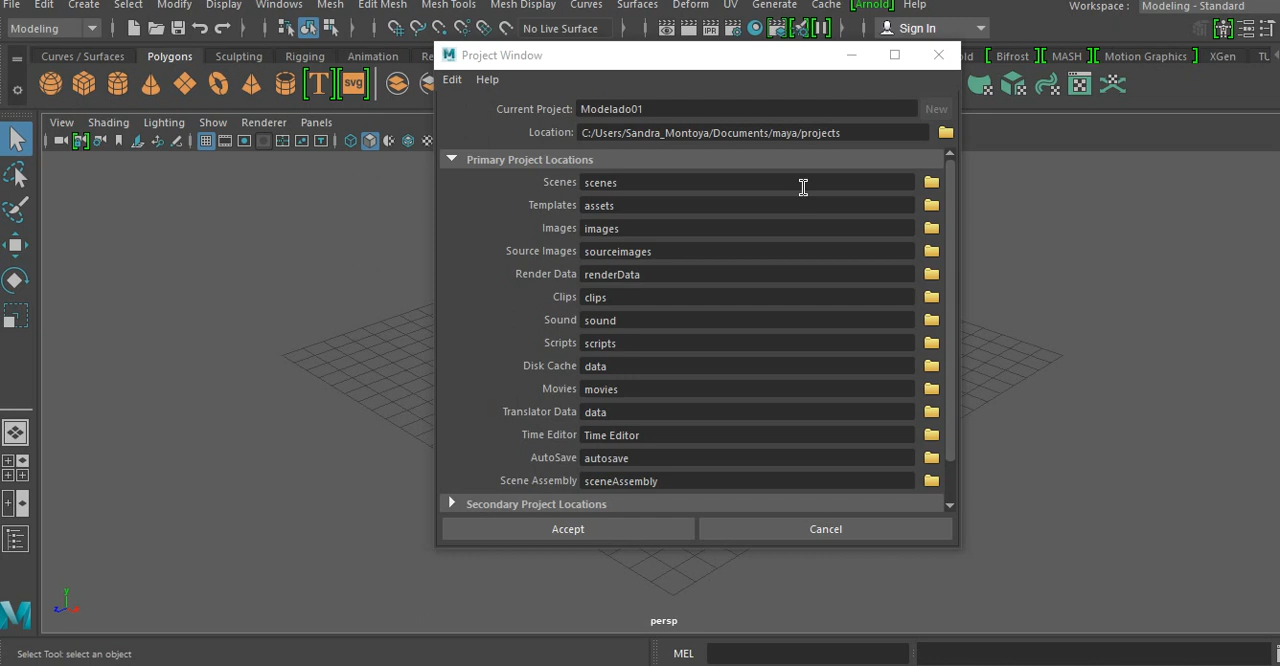 File Edit Create Select Modify Display Windows Mesh Edit Mesh Mesh Tools Mesh Display Curves Surfaces Deform UV Generate Cache [Arnold] Help Workspace: Modeling - Standard
Modeling No Live Surface Sign In
Project Window
Curves / Surfaces Polygons Sculpting Rigging Animation Bifrost MASH Motion Graphics XGen
T svg
Edit Help
Current Project: Modelado01 New
View Shading Lighting Show Renderer Panels
Location: C:/Users/Sandra_Montoya/Documents/maya/projects
Primary Project Locations
Scenes scenes
Templates assets
Images images
Source Images sourceimages
Render Data renderData
Clips clips
Sound sound
Scripts scripts
Disk Cache data
Movies movies
Translator Data data
Time Editor Time Editor
AutoSave autosave
Scene Assembly sceneAssembly
Secondary Project Locations
Accept Cancel
y
z x
persp
Select Tool: select an object MEL